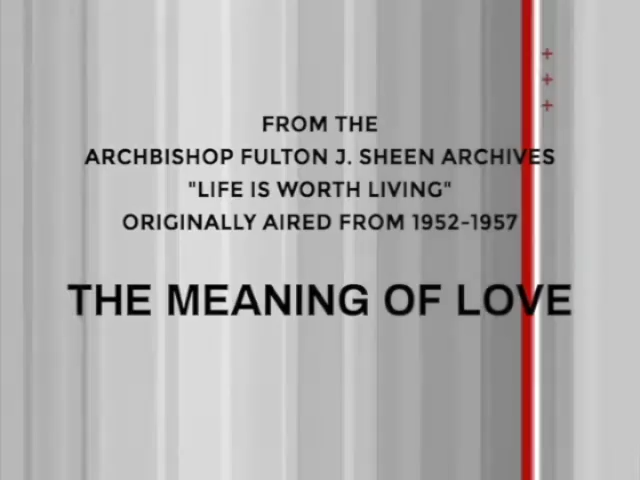 FROM THE
ARCHBISHOP FULTON J. SHEEN ARCHIVES
"LIFE IS WORTH LIVING"
ORIGINALLY AIRED FROM 1952-1957
THE MEANING OF LOVE